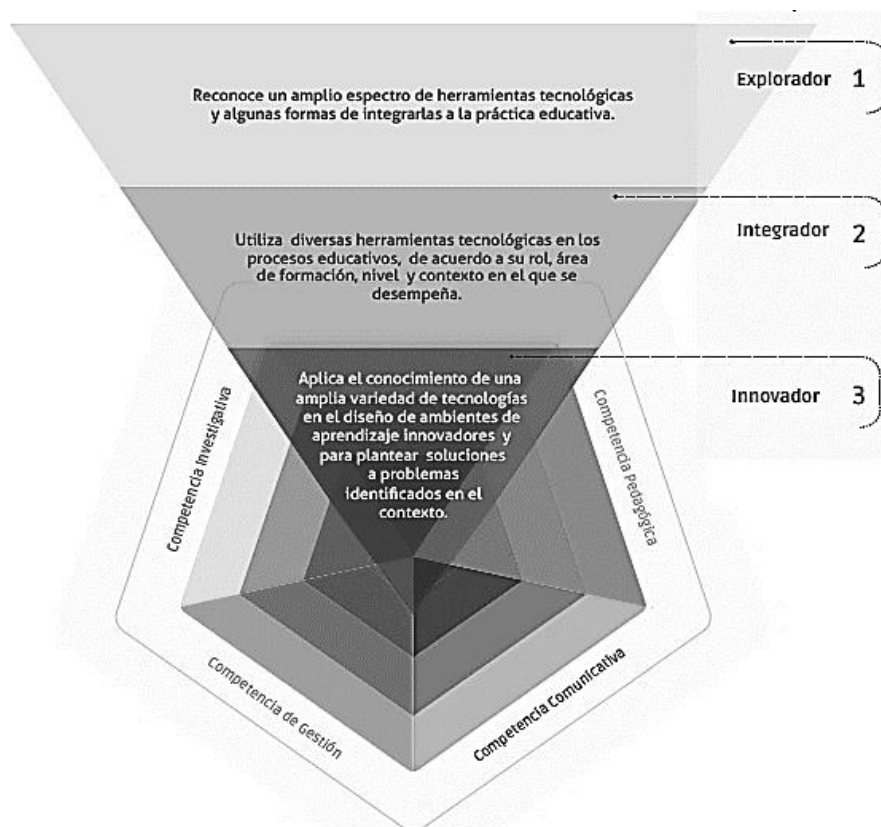 Reconoce un amplio espectro de herramientas tecnológicas
y algunas formas de integrarlas a la práctica educativa.
Explorador 1
Utiliza diversas herramientas tecnológicas en los
procesos educativos, de acuerdo a su rol, área
de formación, nivel y contexto en el que se
desempeña.
Integrador 2
Aplica el conocimiento de una
amplia variedad de tecnologías
en el diseño de ambientes de
aprendizaje innovadores y
para plantear soluciones
a problemas
identificados en el
contexto.
Innovador 3
Competencia Investigativa
Competencia Pedagógica
Competencia de Gestión
Competencia Comunicativa